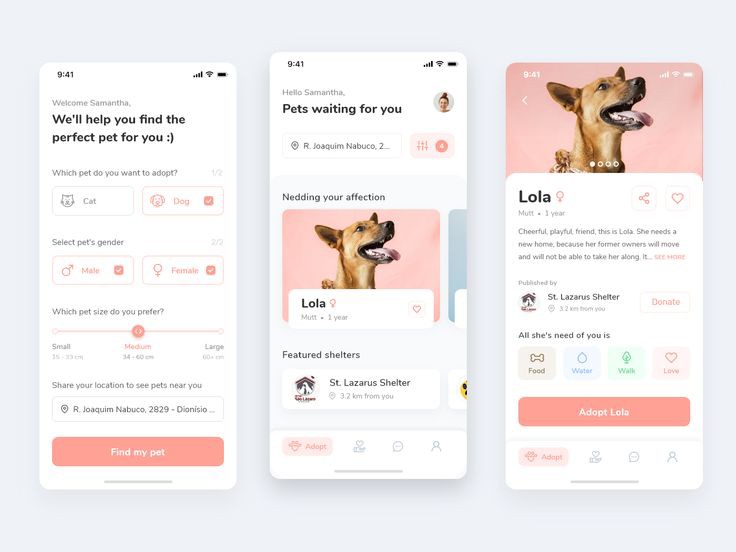 9:41
Welcome Samantha,
We'll help you find the
perfect pet for you :)
Which pet do you want to adopt? 1/2
Cat Dog
Select pet's gender 2/2
Male Female
Which pet size do you prefer?
Small Medium Large
15 - 33 cm 34 - 60 cm 60+ cm
Share your location to see pets near you
R. Joaquim Nabuco, 2829 - Dionísio ...
Find my pet
9:41
Hello Samantha,
Pets waiting for you
R. Joaquim Nabuco, 2... 4
Nedding your affection
Lola
Mutt • 1 year
Featured shelters
St. Lazarus Shelter
3.2 km from you
Adopt
9:41
Lola
Mutt • 1 year
Cheerful, playful, friend, this is Lola. She needs a
new home, because her former owners will move
and will not be able to take her along. It... SEE MORE
Published by
St. Lazarus Shelter
3.2 km from you
Donate
All she's need of you is
Food Water Walk Love
Adopt Lola
Adopt